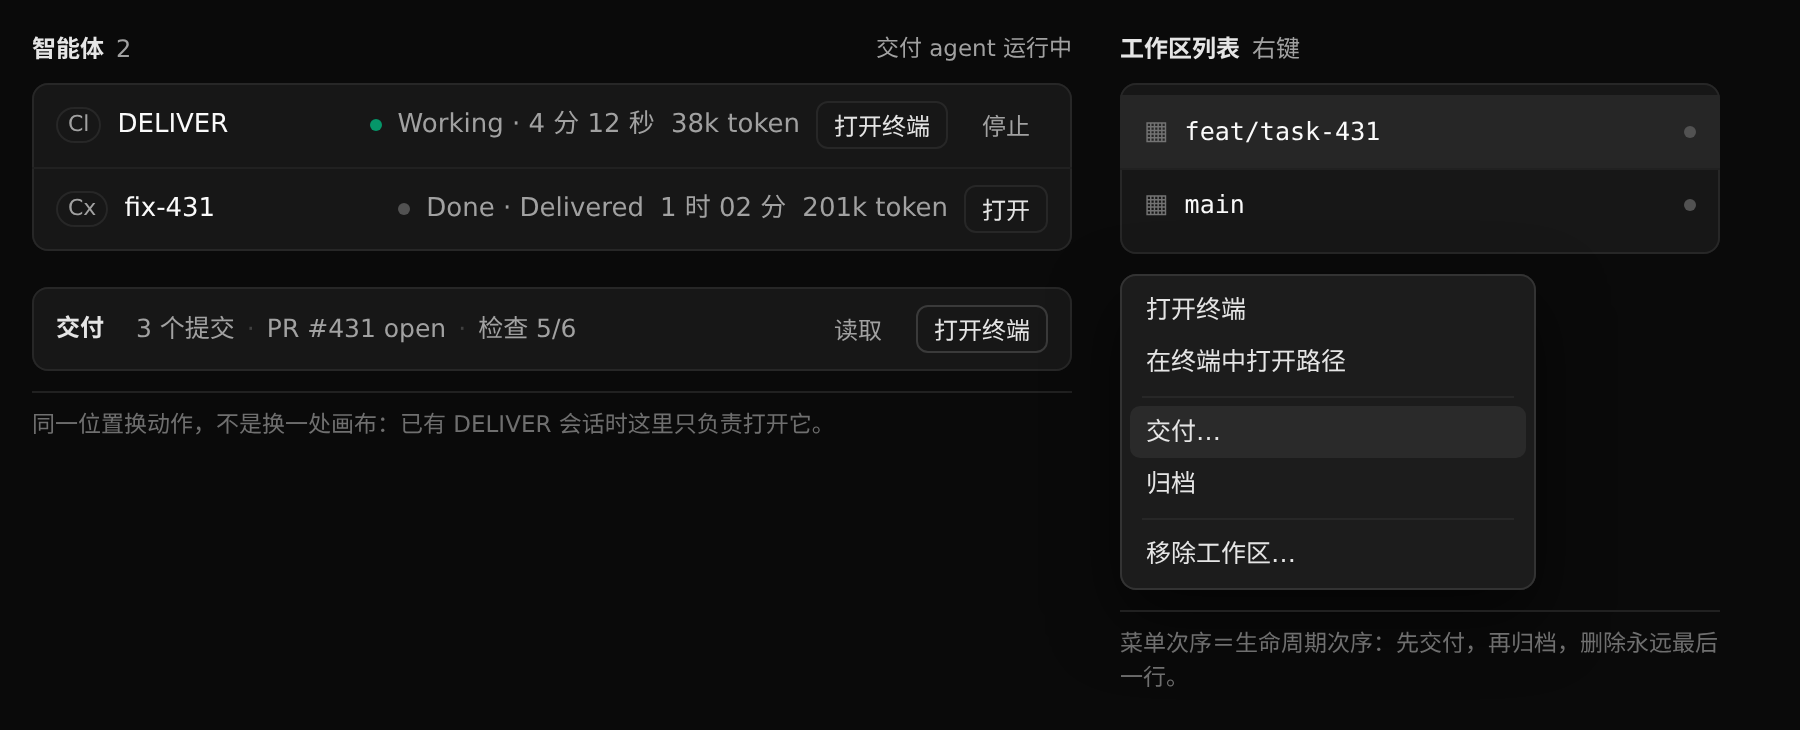 智能体 2
交付 agent 运行中
Cl DELIVER Working · 4 分 12 秒 38k token 打开终端 停止
Cx fix-431 Done · Delivered 1 时 02 分 201k token 打开
交付 3 个提交 · PR #431 open · 检查 5/6 读取 打开终端
同一位置换动作，不是换一处画布：已有 DELIVER 会话时这里只负责打开它。
工作区列表 右键
feat/task-431
main
打开终端
在终端中打开路径
交付…
归档
移除工作区…
菜单次序＝生命周期次序：先交付，再归档，删除永远最后
一行。